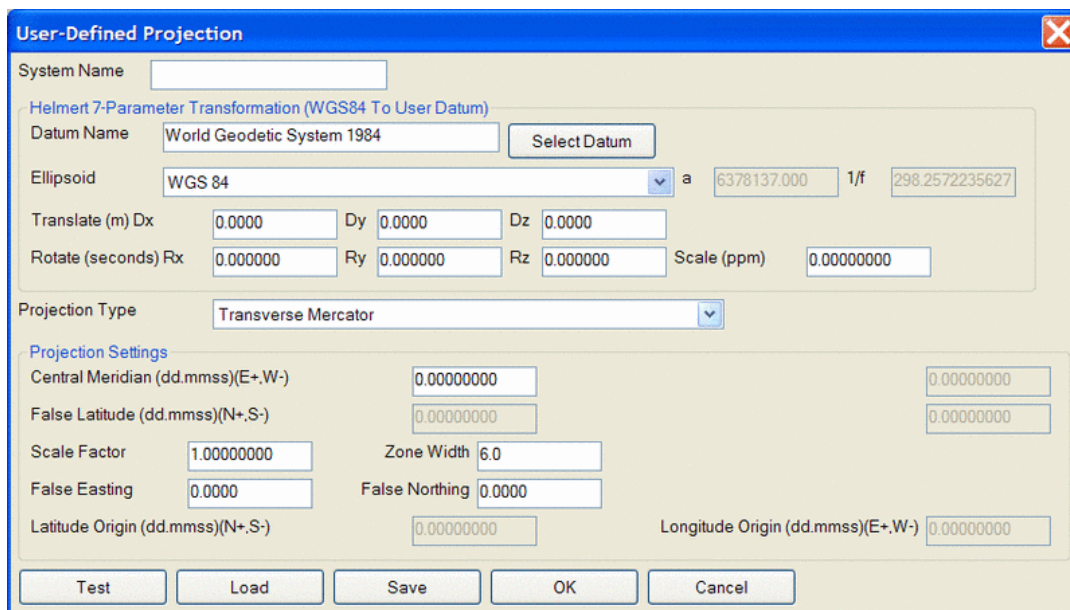 User-Defined Projection
System Name
Helmert 7-Parameter Transformation (WGS84 To User Datum)
Datum Name World Geodetic System 1984 Select Datum
Ellipsoid WGS 84 a 6378137.000 1/f 298.2572235627
Translate (m) Dx 0.0000 Dy 0.0000 Dz 0.0000
Rotate (seconds) Rx 0.000000 Ry 0.000000 Rz 0.000000 Scale (ppm) 0.00000000
Projection Type Transverse Mercator
Projection Settings
Central Meridian (dd.mmss)(E+,W-) 0.00000000 0.00000000
False Latitude (dd.mmss)(N+,S-) 0.00000000 0.00000000
Scale Factor 1.00000000 Zone Width 6.0
False Easting 0.0000 False Northing 0.0000
Latitude Origin (dd.mmss)(N+,S-) 0.00000000 Longitude Origin (dd.mmss)(E+,W-) 0.00000000
Test Load Save OK Cancel